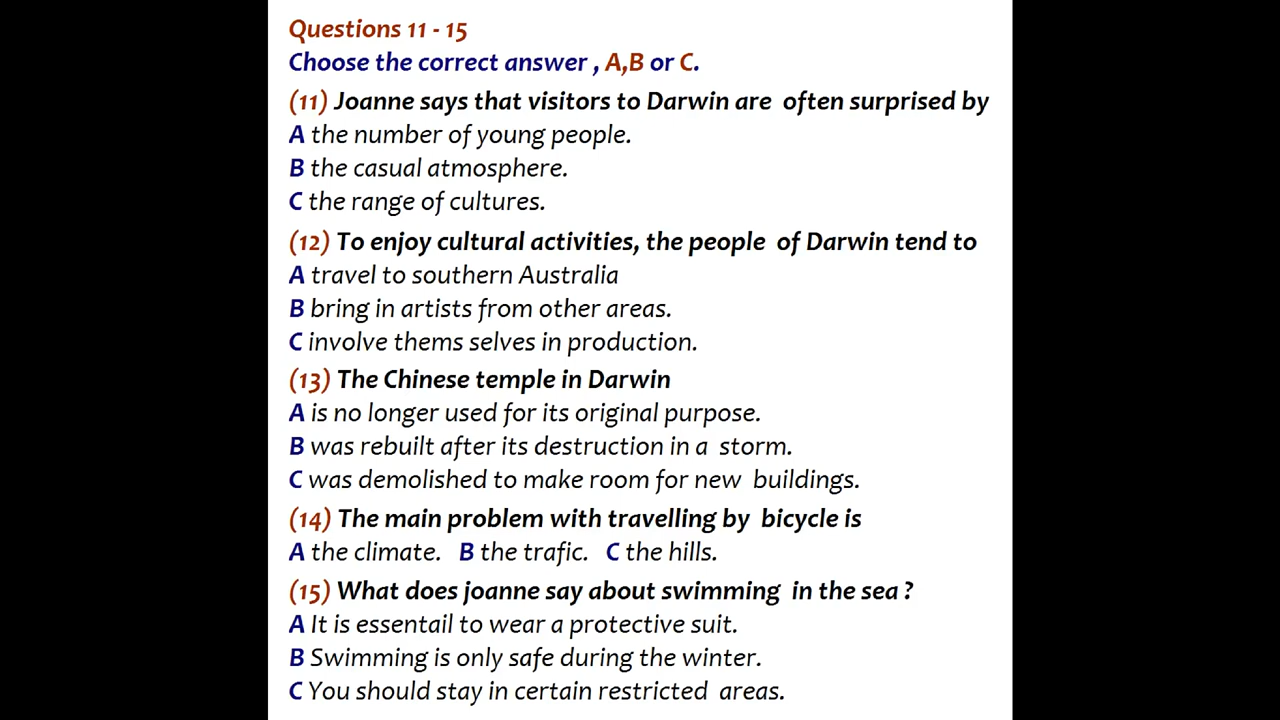 Questions 11 - 15
Choose the correct answer , A,B or C.
(11) Joanne says that visitors to Darwin are often surprised by
A the number of young people.
B the casual atmosphere.
C the range of cultures.
(12) To enjoy cultural activities, the people of Darwin tend to
A travel to southern Australia
B bring in artists from other areas.
C involve thems selves in production.
(13) The Chinese temple in Darwin
A is no longer used for its original purpose.
B was rebuilt after its destruction in a storm.
C was demolished to make room for new buildings.
(14) The main problem with travelling by bicycle is
A the climate. B the trafic. C the hills.
(15) What does joanne say about swimming in the sea ?
A It is essentail to wear a protective suit.
B Swimming is only safe during the winter.
C You should stay in certain restricted areas.